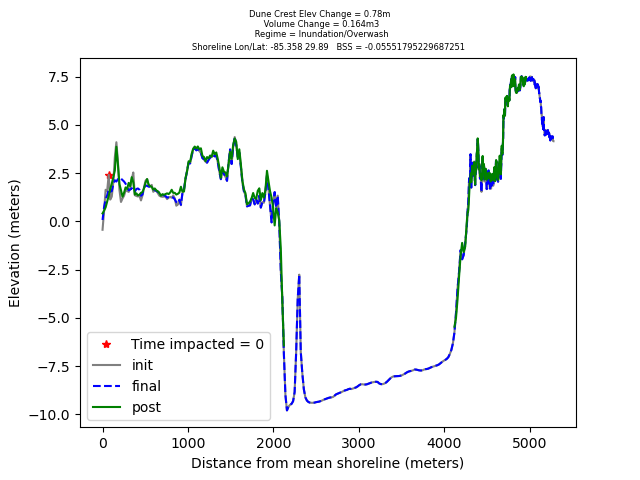 Dune Crest Elev Change = 0.78m
Volume Change = 0.164m3
Regime = Inundation/Overwash
Shoreline Lon/Lat: -85.358 29.89   BSS = -0.05551795229687251
7.5
5.0
2.5
0.0
−2.5
−5.0
−7.5
−10.0
Elevation (meters)
Time impacted = 0
init
final
post
0 1000 2000 3000 4000 5000
Distance from mean shoreline (meters)